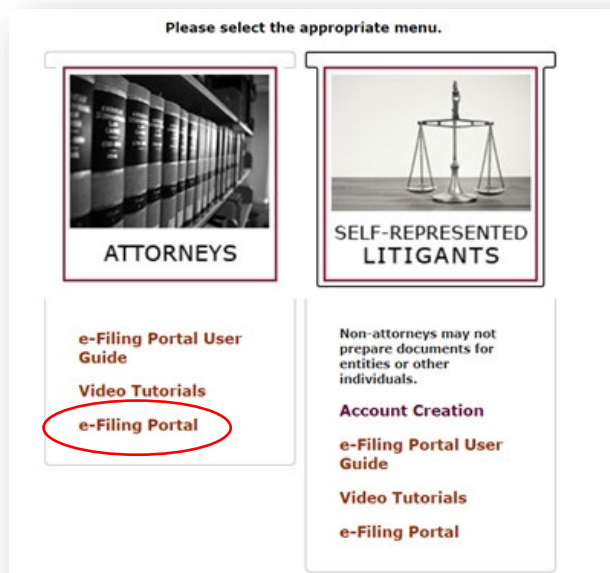 Please select the appropriate menu.
ATTORNEYS
e-Filing Portal User
Guide
Video Tutorials
e-Filing Portal
SELF-REPRESENTED
LITIGANTS
Non-attorneys may not
prepare documents for
entities or other
individuals.
Account Creation
e-Filing Portal User
Guide
Video Tutorials
e-Filing Portal